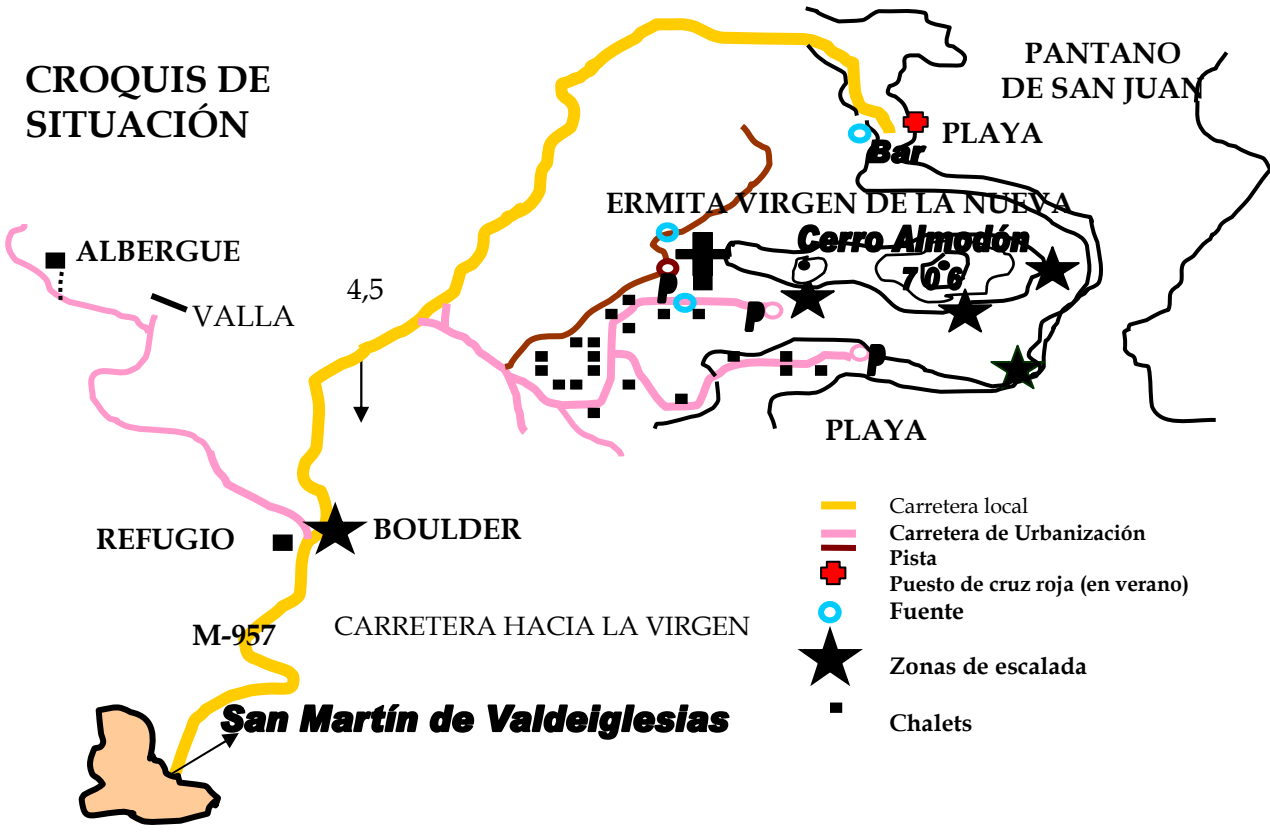 CROQUIS DE
SITUACIÓN
PANTANO
DE SAN JUAN
PLAYA
Bar
ERMITA VIRGEN DE LA NUEVA
Cerro Almodón
706
ALBERGUE
VALLA
4,5
P
P
P
PLAYA
REFUGIO
BOULDER
M-957
CARRETERA HACIA LA VIRGEN
San Martín de Valdeiglesias
Carretera local
Carretera de Urbanización
Pista
Puesto de cruz roja (en verano)
Fuente
Zonas de escalada
Chalets